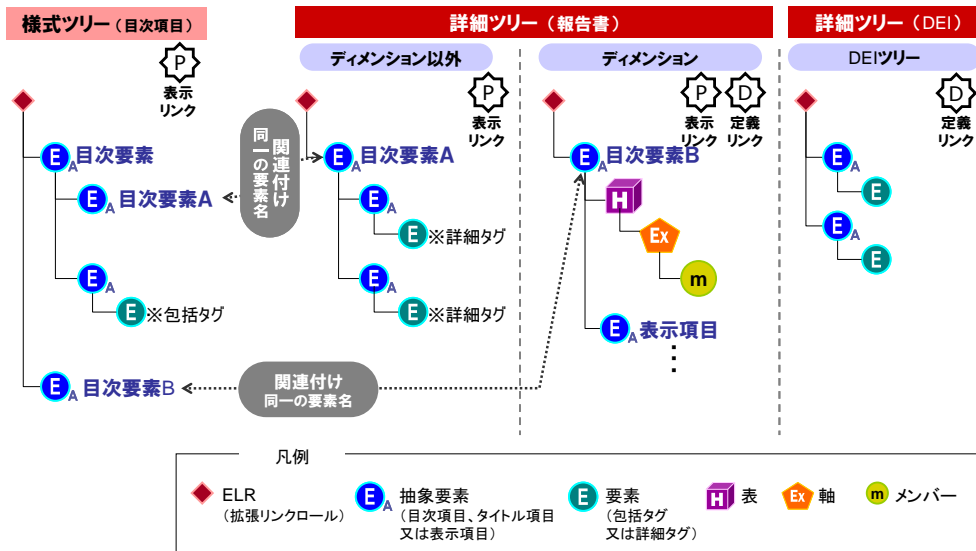 様式ツリー（目次項目）
P
表示
リンク
目次要素
E
A
目次要素A
E
A
E
A
E
※包括タグ
E
A
目次要素B
関連付け
同一の要素名
関連付け
同一の要素名
詳細ツリー（報告書）
ディメンション以外
P
表示
リンク
E
A
目次要素A
E
A
E
※詳細タグ
E
A
E
※詳細タグ
ディメンション
P
D
表示
リンク
定義
リンク
E
A
目次要素B
H
Ex
m
E
A
表示項目
詳細ツリー（DEI）
DEIツリー
D
定義
リンク
E
A
E
E
A
E
凡例
ELR
（拡張リンクロール）
E
A
抽象要素
（目次項目、タイトル項目
又は表示項目）
E
要素
（包括タグ
又は詳細タグ）
H
表
Ex
軸
m
メンバー